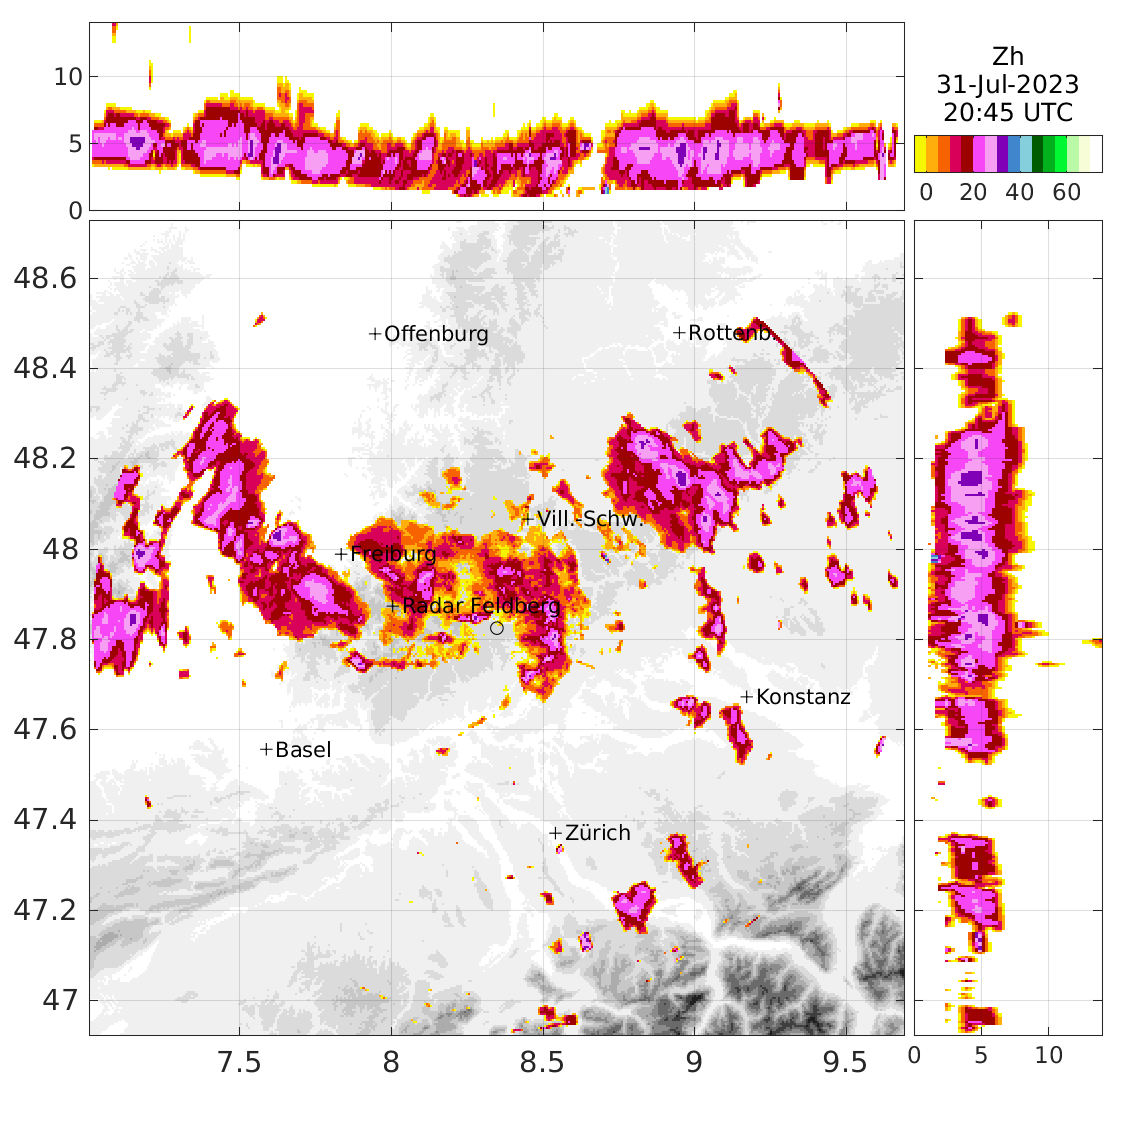 Zh
31-Jul-2023
20:45 UTC
0 20 40 60
10
5
0
48.6
48.4
48.2
48
47.8
47.6
47.4
47.2
47
+Offenburg
+Rottenb.
+Vill.-Schw.
+Freiburg
+Radar Feldberg
+Konstanz
+Basel
+Zürich
7.5 8 8.5 9 9.5
0 5 10